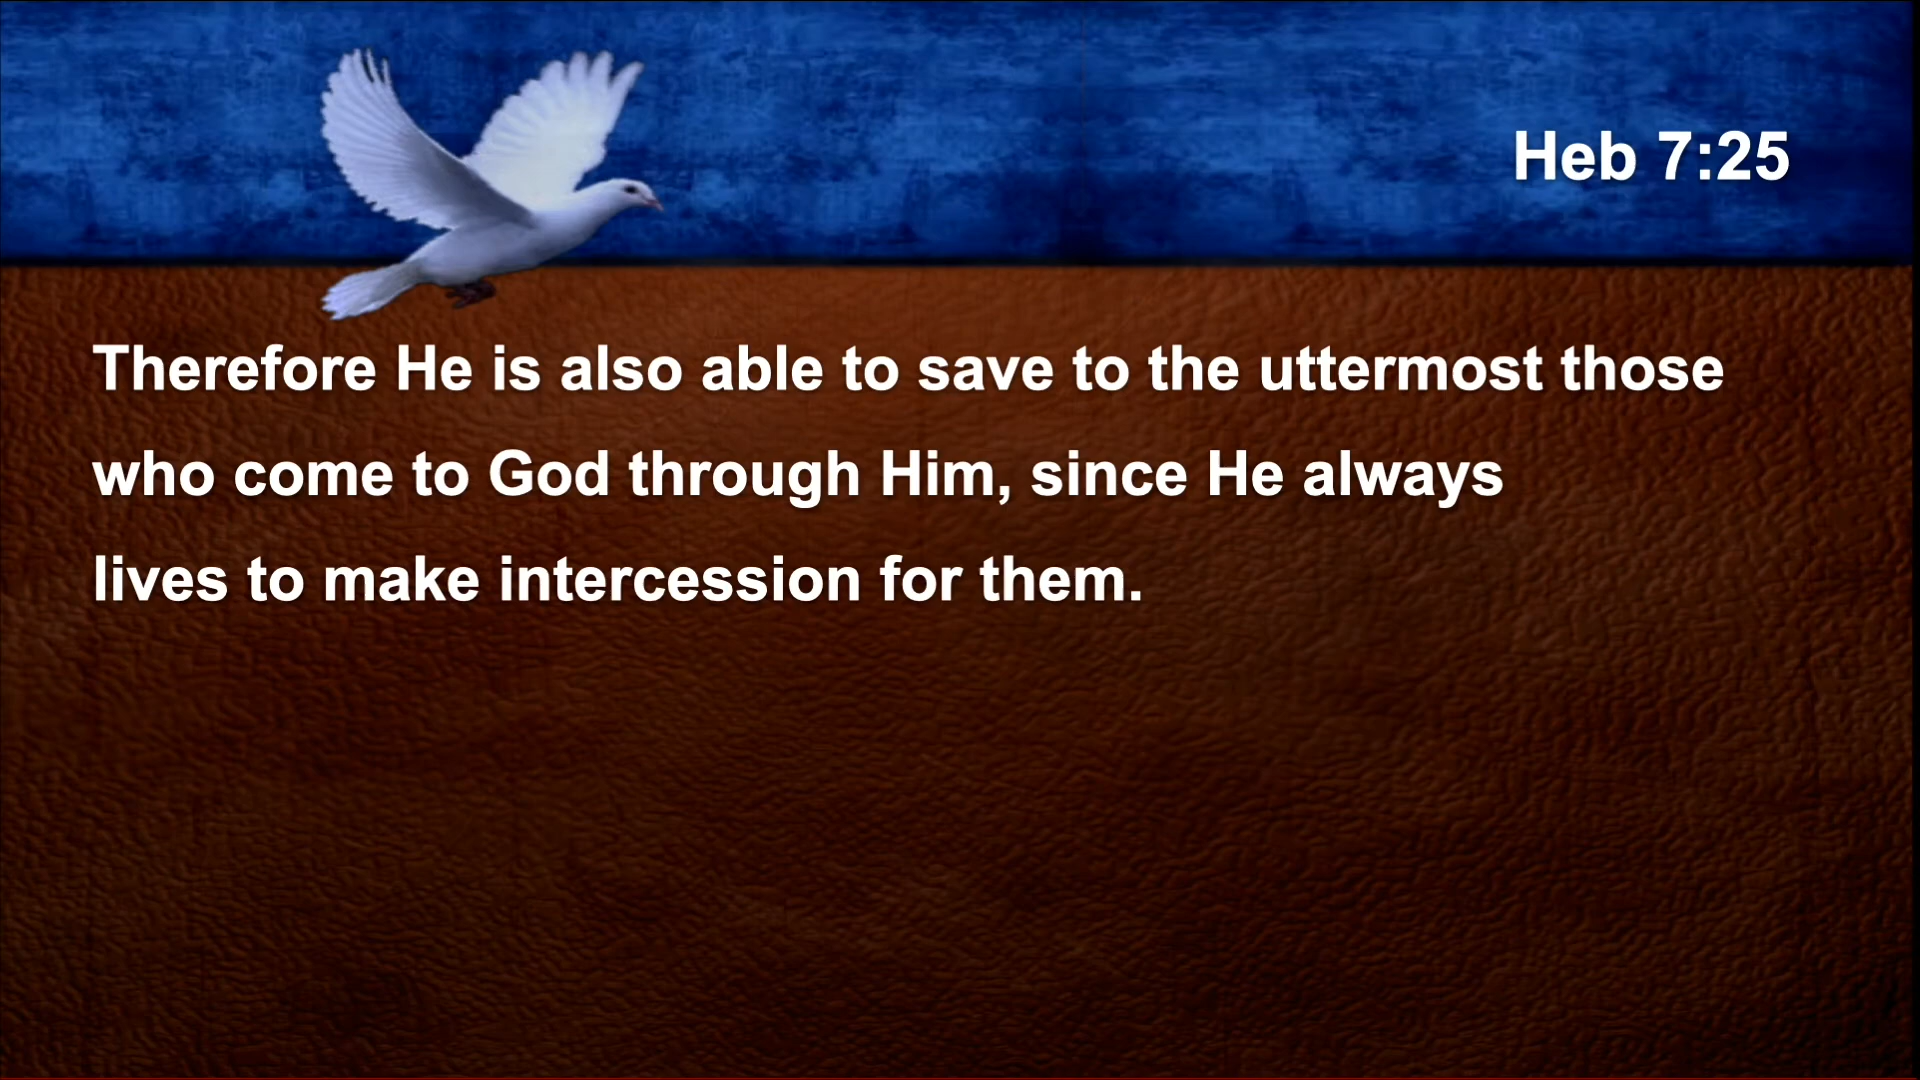 Heb 7:25
Therefore He is also able to save to the uttermost those
who come to God through Him, since He always
lives to make intercession for them.